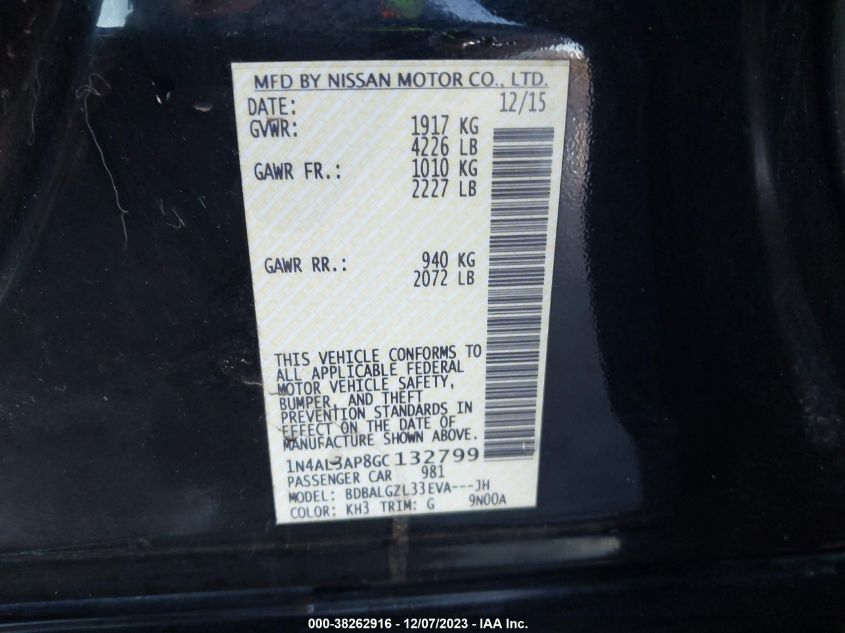 MFD BY NISSAN MOTOR CO., LTD.
DATE: 12/15
GVWR: 1917 KG
4226 LB
GAWR FR.: 1010 KG
2227 LB
GAWR RR.: 940 KG
2072 LB
THIS VEHICLE CONFORMS TO
ALL APPLICABLE FEDERAL
MOTOR VEHICLE SAFETY,
BUMPER, AND THEFT
PREVENTION STANDARDS IN
EFFECT ON THE DATE OF
MANUFACTURE SHOWN ABOVE.
1N4AL3AP8GC132799
PASSENGER CAR 981
MODEL: BDBALGZL33EVA---JH
COLOR: KH3 TRIM: G 9N00A
000-38262916 - 12/07/2023 - IAA Inc.